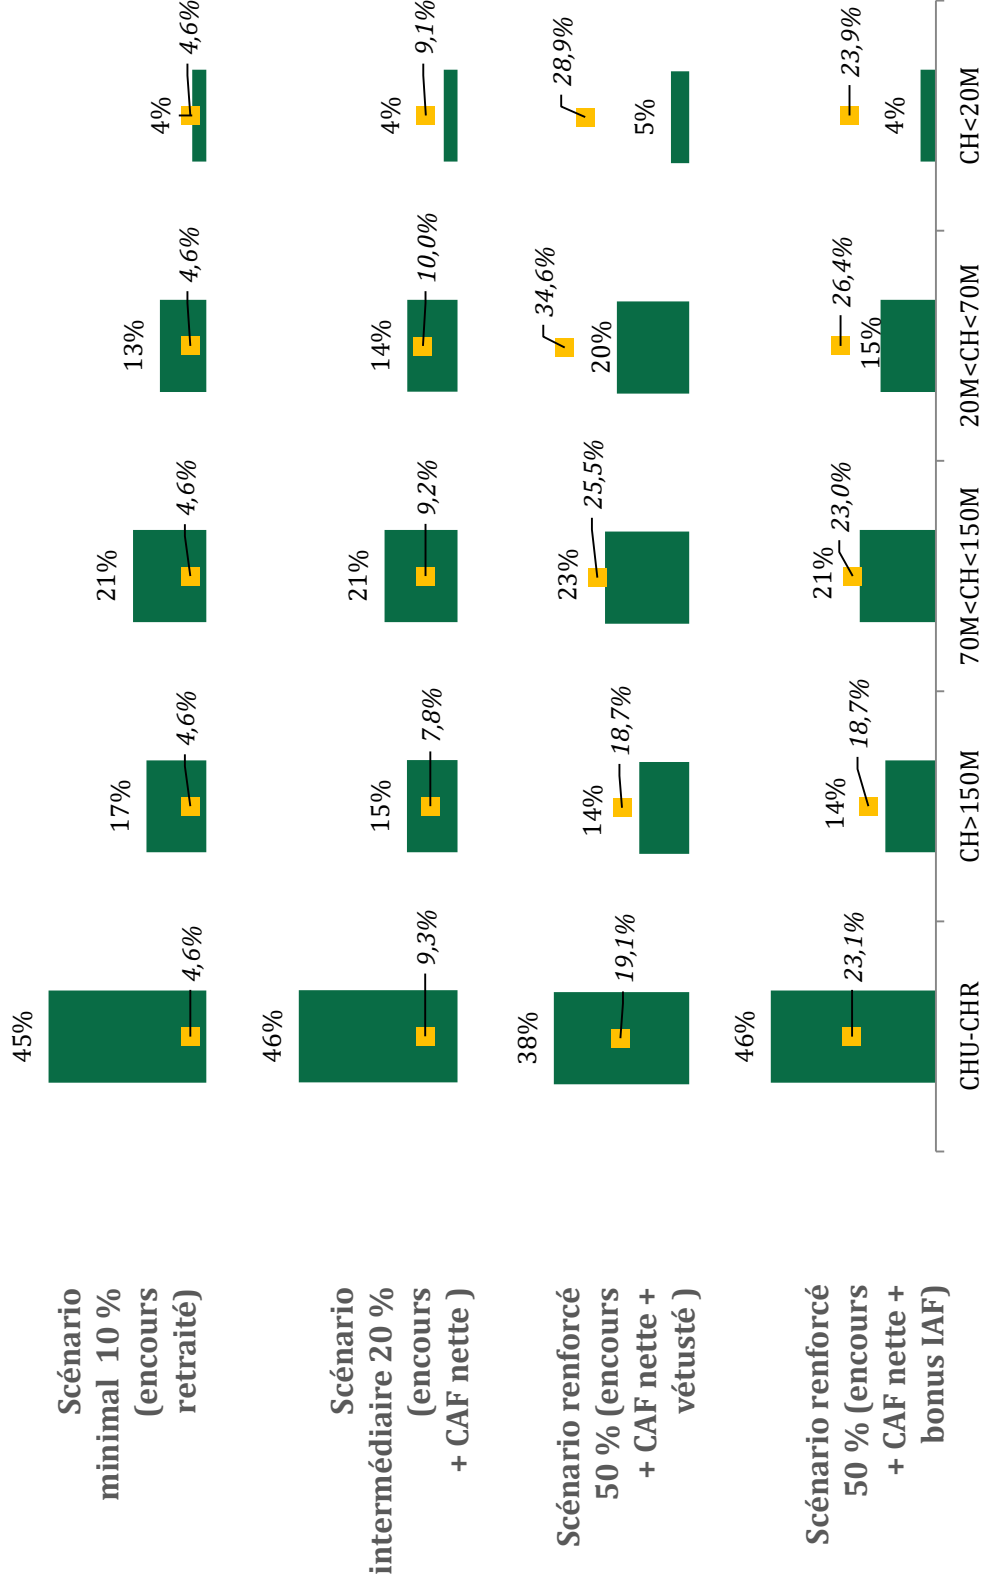 Scénario
minimal 10 %
(encours
retraité)
45%
4,6%
17%
4,6%
21%
4,6%
13%
4,6%
4%
4,6%
Scénario
intermédiaire 20 %
(encours
+ CAF nette )
46%
9,3%
15%
7,8%
21%
9,2%
14%
10,0%
4%
9,1%
Scénario renforcé
50 % (encours
+ CAF nette +
vétusté )
38%
19,1%
14%
18,7%
23%
25,5%
20%
34,6%
5%
28,9%
Scénario renforcé
50 % (encours
+ CAF nette +
bonus IAF)
46%
23,1%
14%
18,7%
21%
23,0%
15%
26,4%
4%
23,9%
CHU-CHR
CH>150M
70M<CH<150M
20M<CH<70M
CH<20M